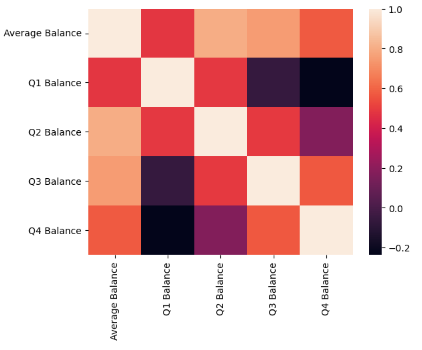 Average Balance
Q1 Balance
Q2 Balance
Q3 Balance
Q4 Balance
Average Balance
Q1 Balance
Q2 Balance
Q3 Balance
Q4 Balance
1.0
0.8
0.6
0.4
0.2
0.0
−0.2